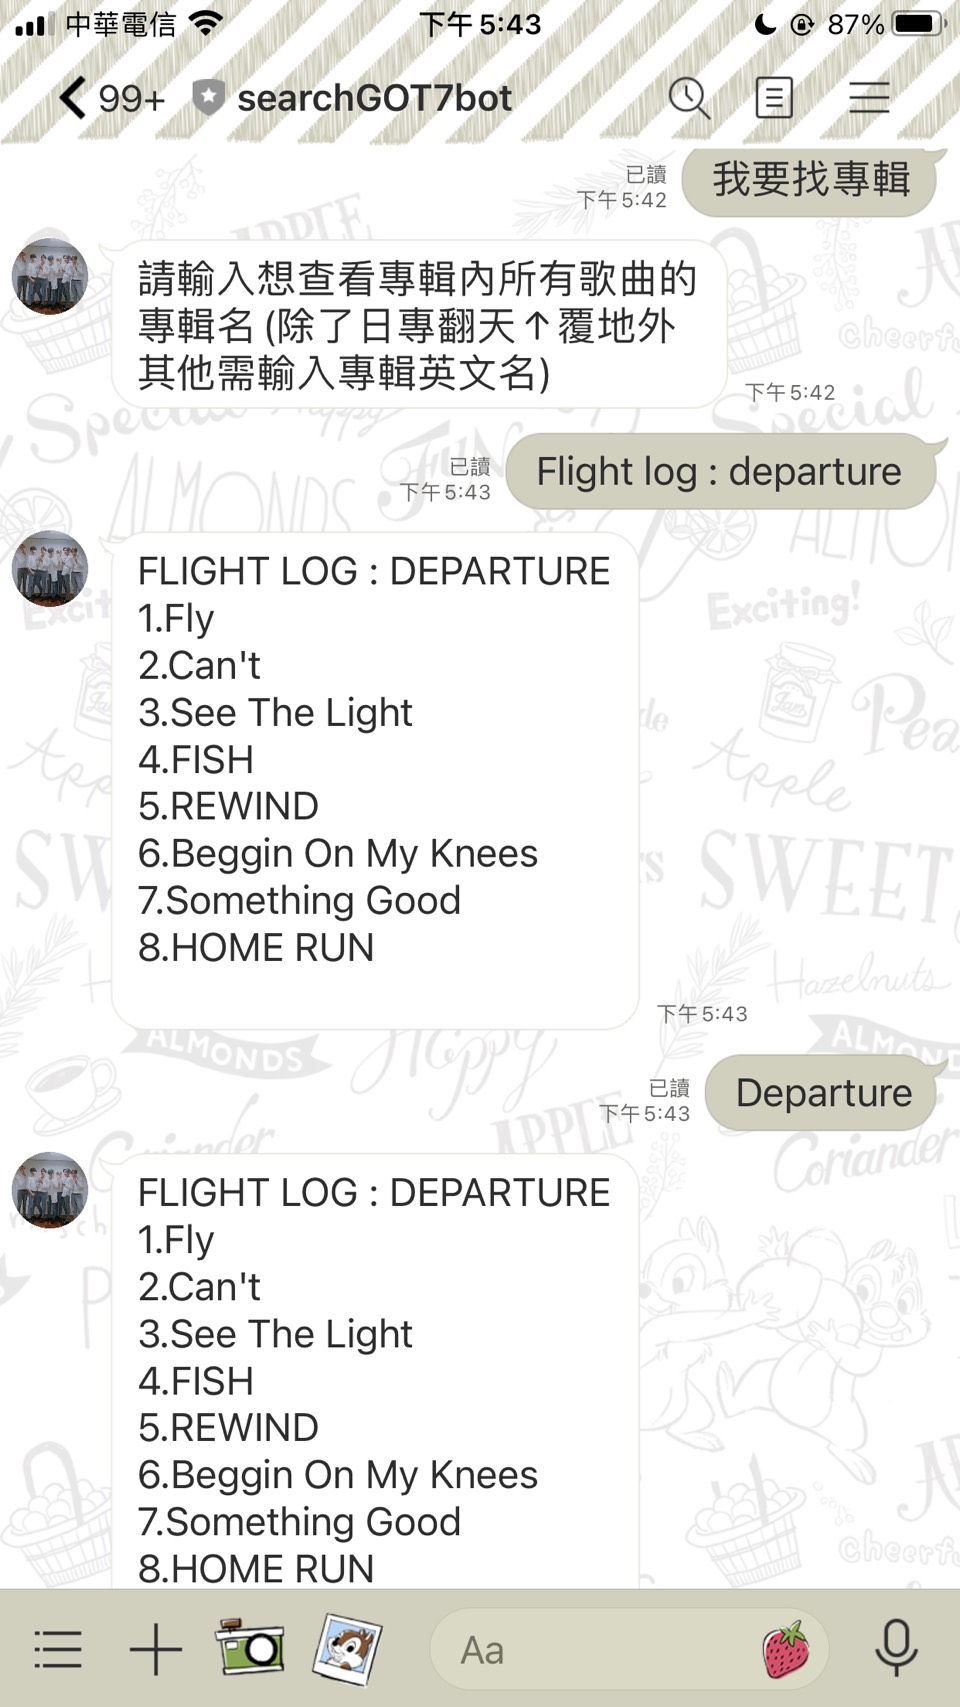 中華電信 下午 5:43 87%
99+ searchGOT7bot
已讀
下午 5:42
我要找專輯
請輸入想查看專輯內所有歌曲的
專輯名(除了日專翻天↑覆地外
其他需輸入專輯英文名)
下午 5:42
已讀
下午 5:43
Flight log : departure
FLIGHT LOG : DEPARTURE
1.Fly
2.Can't
3.See The Light
4.FISH
5.REWIND
6.Beggin On My Knees
7.Something Good
8.HOME RUN
下午 5:43
已讀
下午 5:43
Departure
FLIGHT LOG : DEPARTURE
1.Fly
2.Can't
3.See The Light
4.FISH
5.REWIND
6.Beggin On My Knees
7.Something Good
8.HOME RUN
Aa